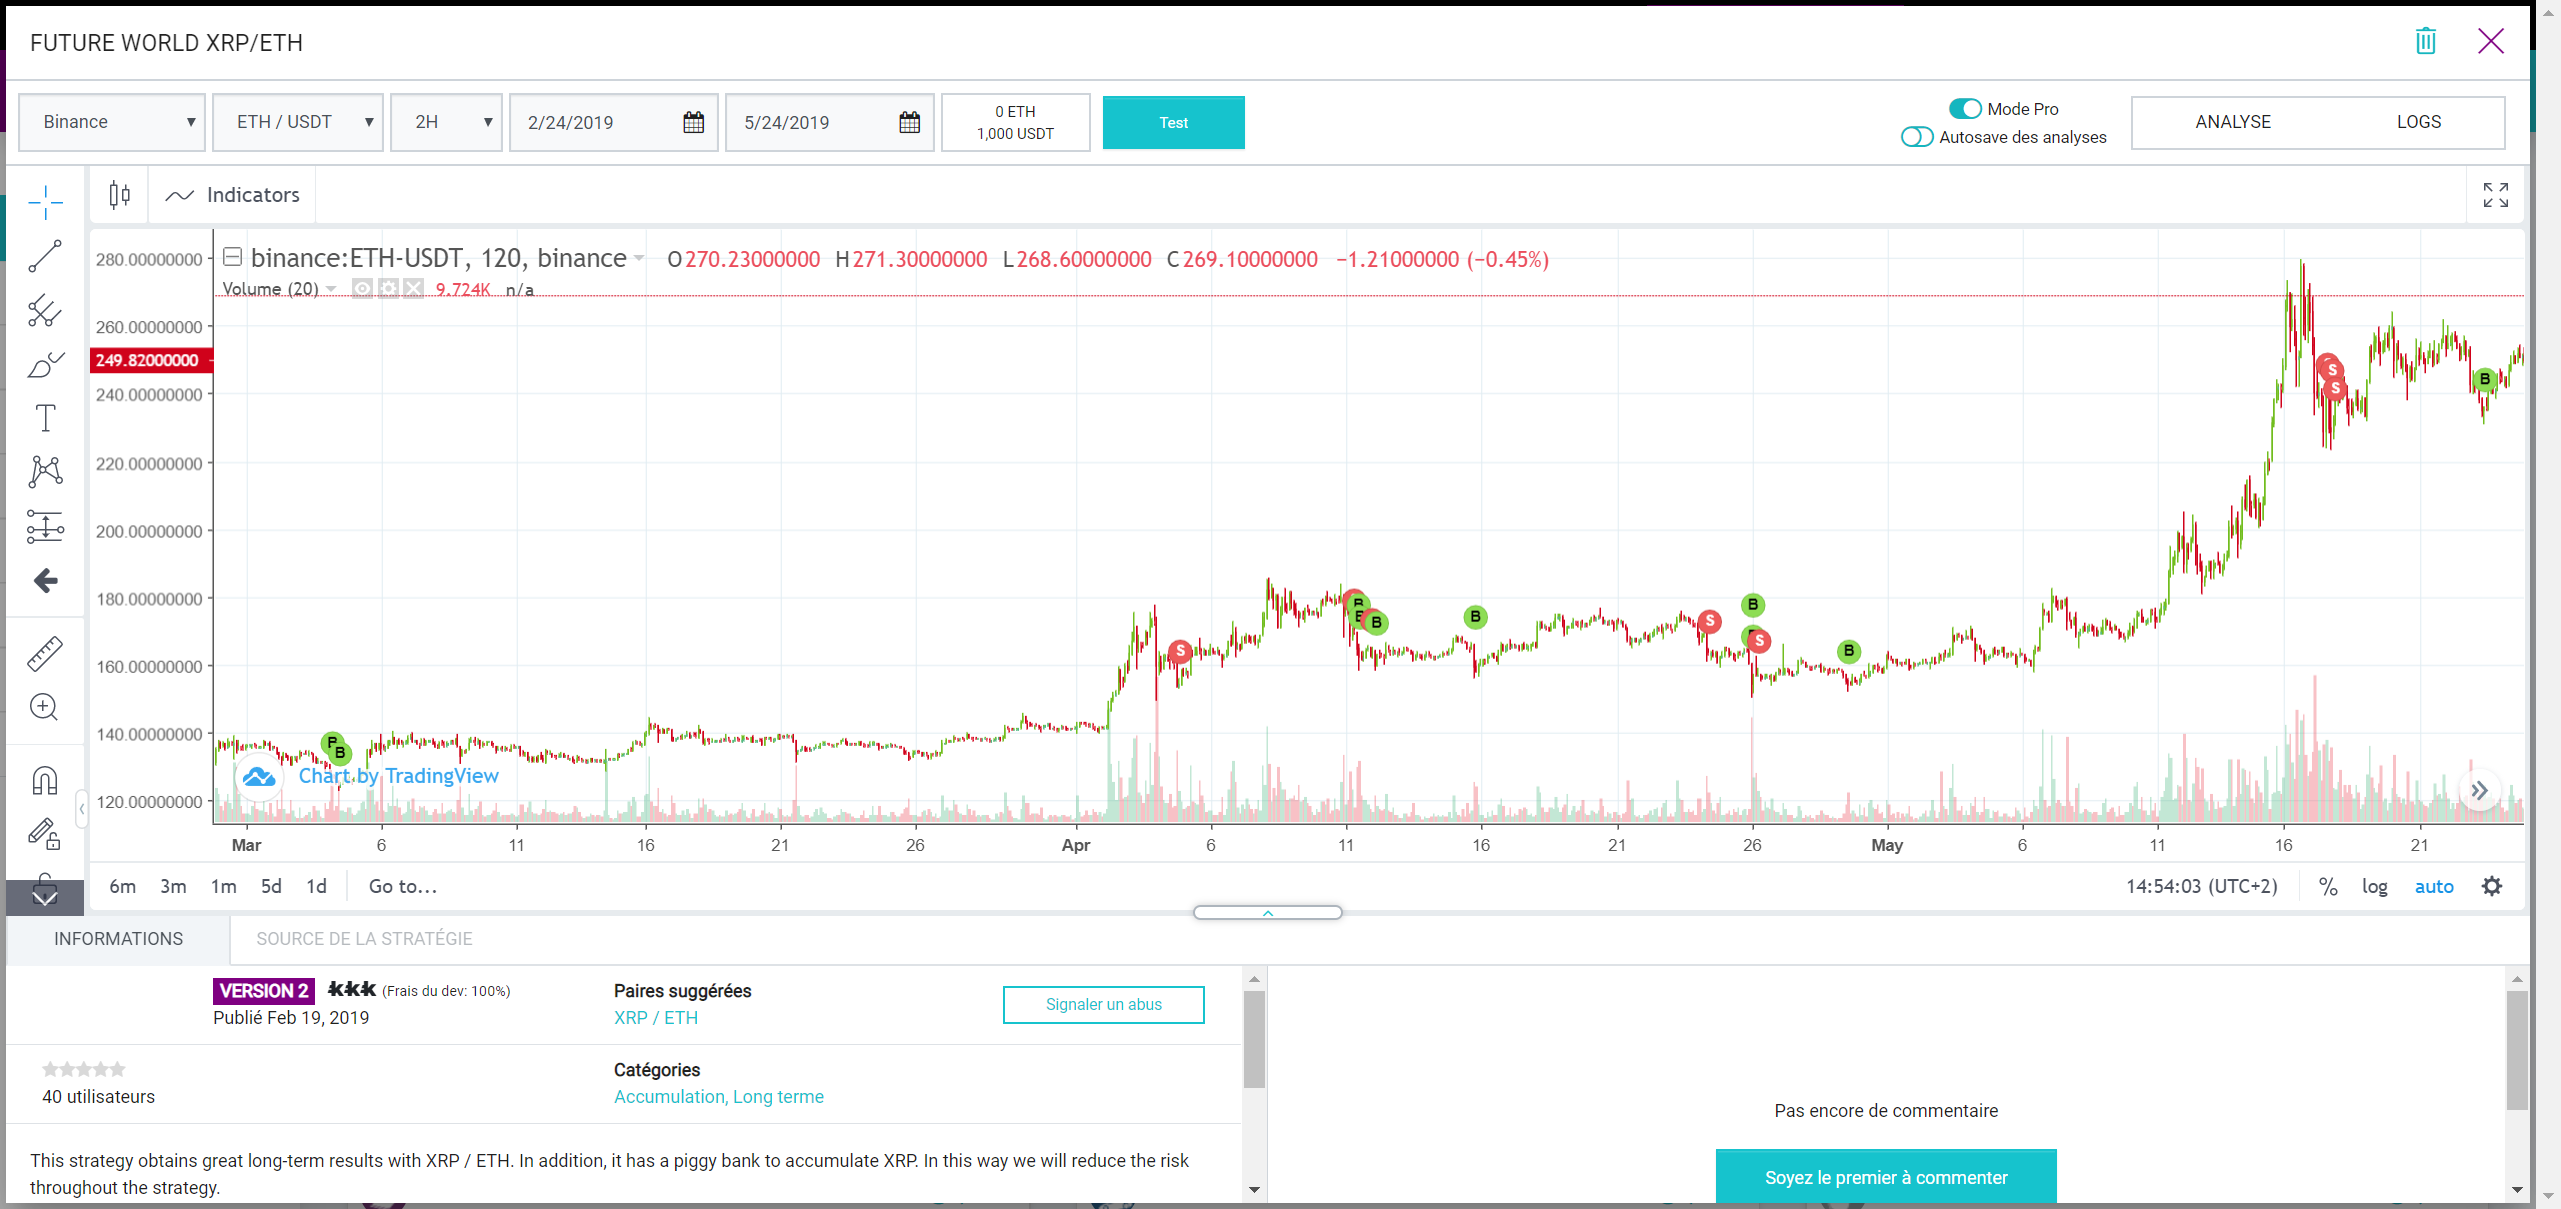 FUTURE WORLD XRP/ETH
Binance
ETH / USDT
2H
2/24/2019
5/24/2019
0 ETH
1,000 USDT
Test
Mode Pro
Autosave des analyses
ANALYSE
LOGS
Indicators
binance:ETH-USDT, 120, binance
O270.23000000 H271.30000000 L268.60000000 C269.10000000 −1.21000000 (−0.45%)
Volume (20)
9.724K n/a
280.00000000
260.00000000
249.82000000
240.00000000
220.00000000
200.00000000
180.00000000
160.00000000
140.00000000
120.00000000
B
B
S
B
B
B
B
S
B
S
B
S
S
B
Chart by TradingView
Mar 6 11 16 21 26 Apr 6 11 16 21 26 May 6 11 16 21
6m 3m 1m 5d 1d Go to...
14:54:03 (UTC+2) % log auto
INFORMATIONS
SOURCE DE LA STRATÉGIE
VERSION 2 kkk (Frais du dev: 100%)
Publié Feb 19, 2019
Paires suggérées
XRP / ETH
Signaler un abus
40 utilisateurs
Catégories
Accumulation, Long terme
This strategy obtains great long-term results with XRP / ETH. In addition, it has a piggy bank to accumulate XRP. In this way we will reduce the risk
throughout the strategy.
Pas encore de commentaire
Soyez le premier à commenter